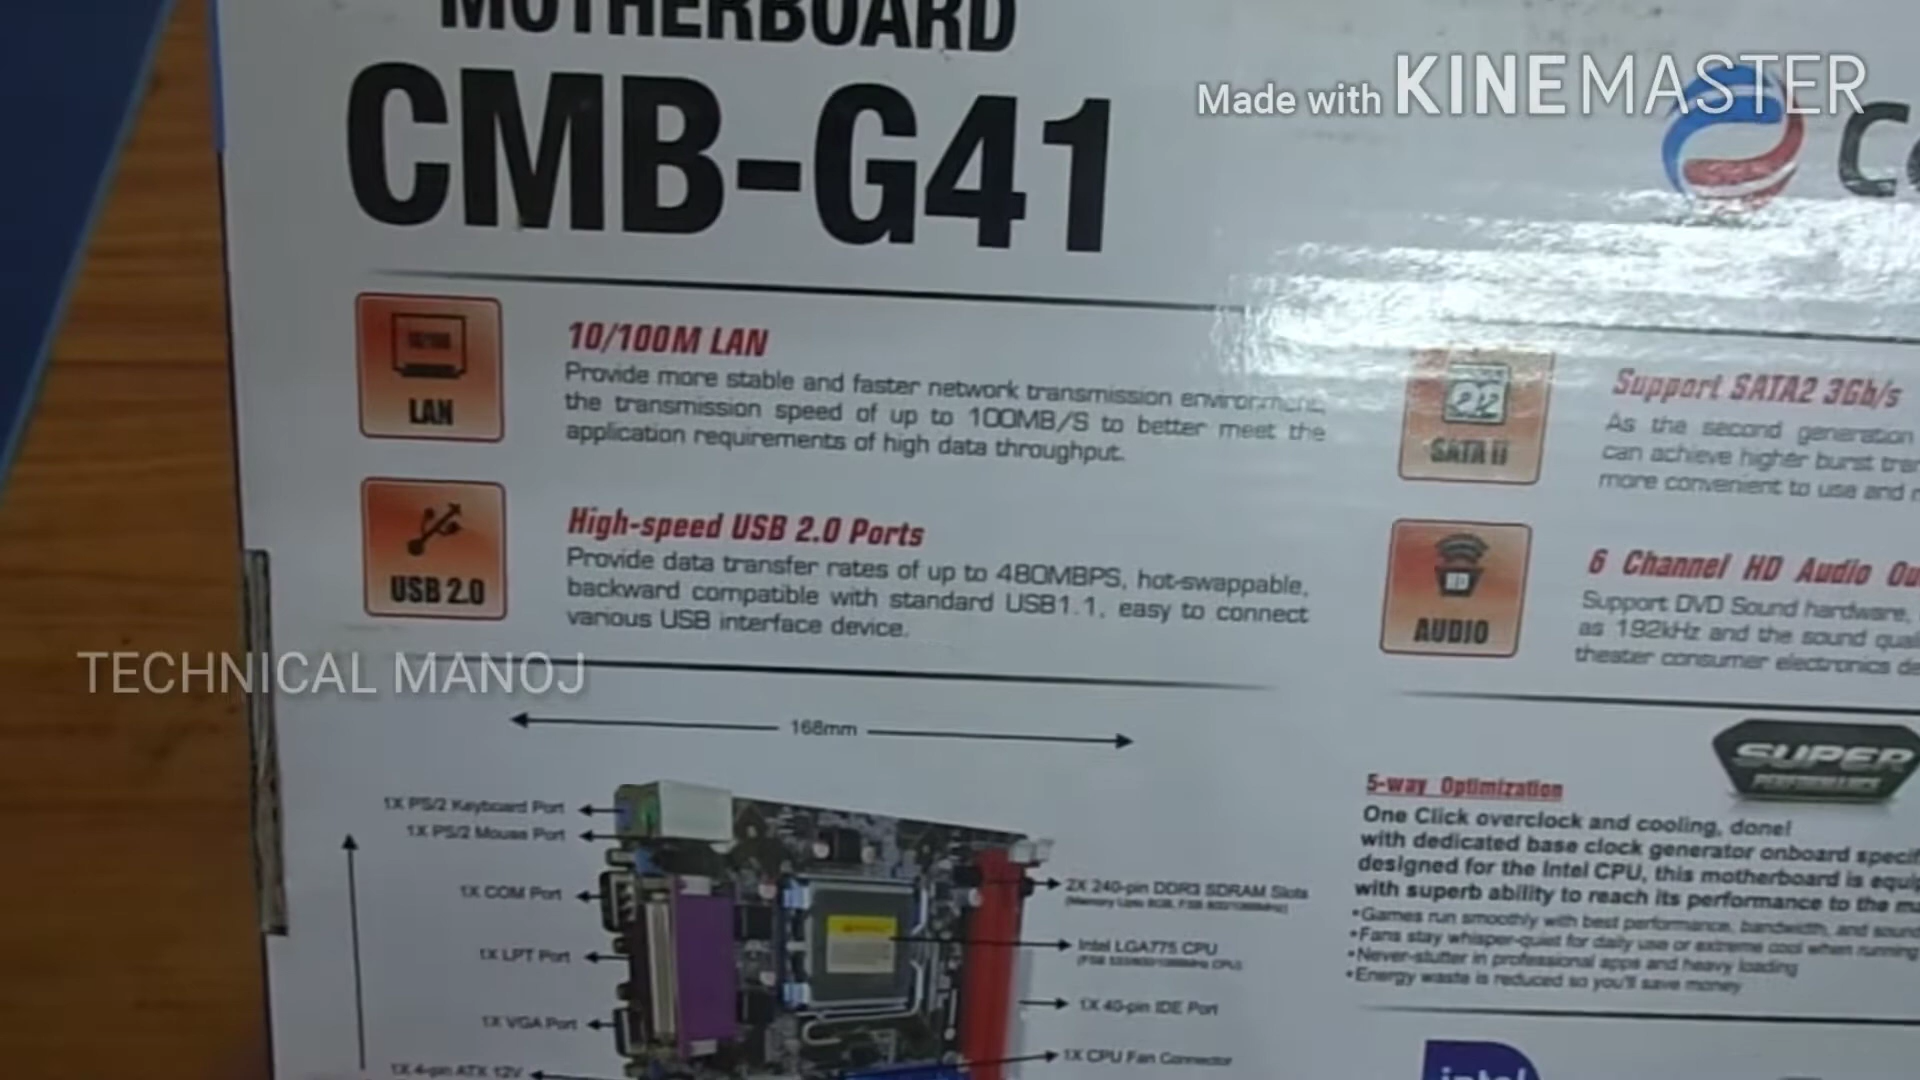 MOTHERBOARD
Made with KINEMASTER
CMB-G41
10/100M LAN
Provide more stable and faster network transmission environment,
the transmission speed of up to 100MB/S to better meet the
application requirements of high data throughput.
LAN
High-speed USB 2.0 Ports
Provide data transfer rates of up to 480MBPS, hot-swappable,
backward compatible with standard USB1.1, easy to connect
various USB interface device.
USB 2.0
Support SATA2 3Gb/s
As the second generation
can achieve higher burst
more convenient to use and
SATA II
6 Channel HD Audio
Support DVD Sound hardware,
as 192kHz and the sound
theater consumer electronics
AUDIO
TECHNICAL MANOJ
168mm
1X PS/2 Keyboard Port
1X PS/2 Mouse Port
1X COM Port
1X LPT Port
1X VGA Port
1X 4-pin ATX 12V
2X 240-pin DDR3 SDRAM Slots
Intel LGA775 CPU
1X 40-pin IDE Port
1X CPU Fan Connector
SUPER
PERFORMANCE
5-way Optimization
One Click overclock and cooling, done!
with dedicated base clock generator onboard
designed for the Intel CPU, this motherboard is
with superb ability to reach its performance to the
•Games run smoothly with best performance, bandwidth, and
•Fans stay whisper-quiet for daily use or extreme cool when running
•Never-stutter in professional apps and heavy loading
•Energy waste is reduced so you'll save money
intel